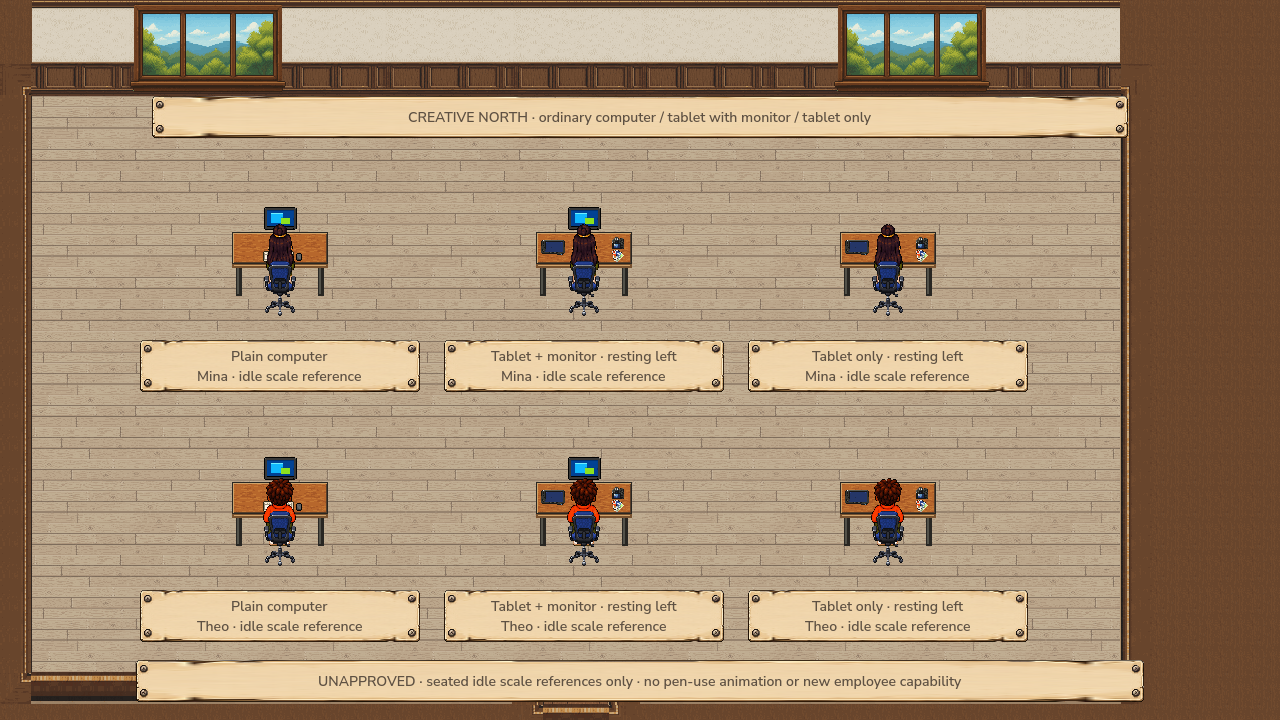 CREATIVE NORTH · ordinary computer / tablet with monitor / tablet only
Plain computer
Mina · idle scale reference
Tablet + monitor · resting left
Mina · idle scale reference
Tablet only · resting left
Mina · idle scale reference
Plain computer
Theo · idle scale reference
Tablet + monitor · resting left
Theo · idle scale reference
Tablet only · resting left
Theo · idle scale reference
UNAPPROVED · seated idle scale references only · no pen-use animation or new employee capability